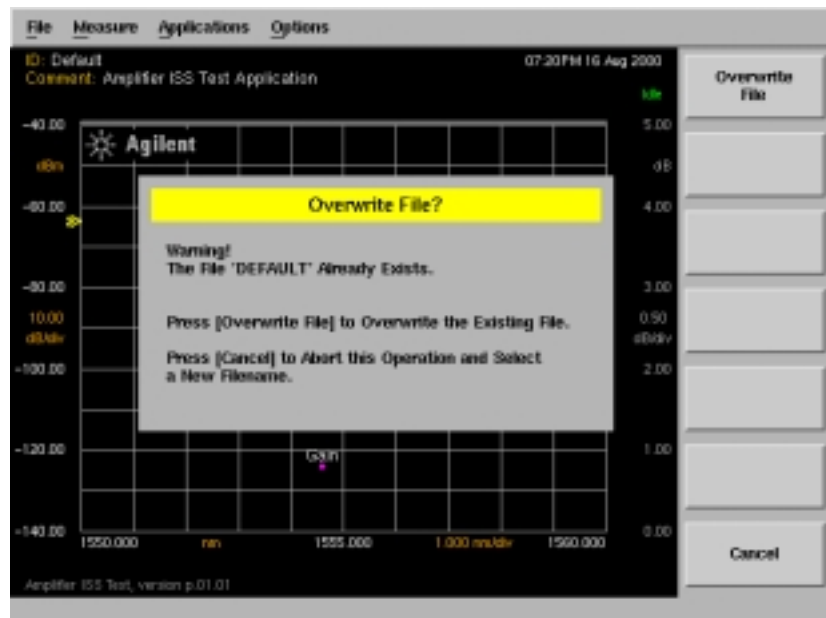 File Measure Applications Options
ID: Default
07:20PM 16 Aug 2000
Comment: Amplifier ISS Test Application
Idle
Overwrite
File
-40.00
5.00
Agilent
dBm
dB
-60.00
4.00
Overwrite File?
Warning!
The File 'DEFAULT' Already Exists.
-80.00
3.00
10.00
dB/div
0.50
dB/div
Press [Overwrite File] to Overwrite the Existing File.
Press [Cancel] to Abort this Operation and Select
a New Filename.
-100.00
2.00
-120.00
1.00
Gain
-140.00
0.00
1550.000 nm 1555.000 1.000 nm/div 1560.000
Cancel
Amplifier ISS Test, version p.01.01